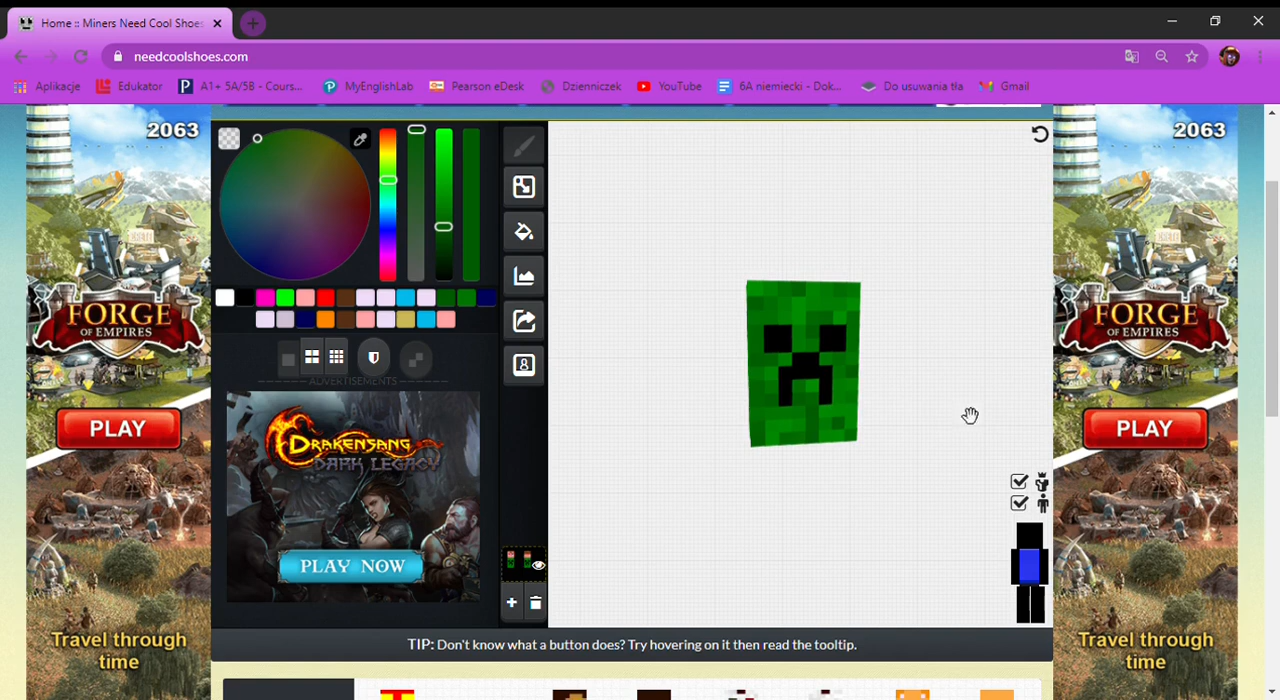 Home :: Miners Need Cool Shoes
needcoolshoes.com
Aplikacje
Edukator
A1+ 5A/5B - Cours...
MyEnglishLab
Pearson eDesk
Dzienniczek
YouTube
6A niemiecki - Dok...
Do usuwania tła
Gmail
2063
FORGE
OF EMPIRES
PLAY
Travel through
time
ADVERTISEMENTS
DRAKENSANG
DARK LEGACY
PLAY NOW
TIP: Don't know what a button does? Try hovering on it then read the tooltip.
2063
FORGE
OF EMPIRES
PLAY
Travel through
time